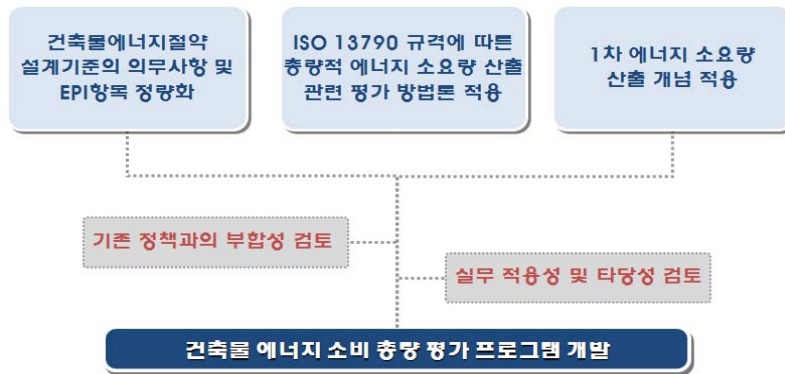 건축물에너지절약
설계기준의 의무사항 및
EPI항목 정량화
ISO 13790 규격에 따른
총량적 에너지 소요량 산출
관련 평가 방법론 적용
1차 에너지 소요량
산출 개념 적용
기존 정책과의 부합성 검토
실무 적용성 및 타당성 검토
건축물 에너지 소비 총량 평가 프로그램 개발